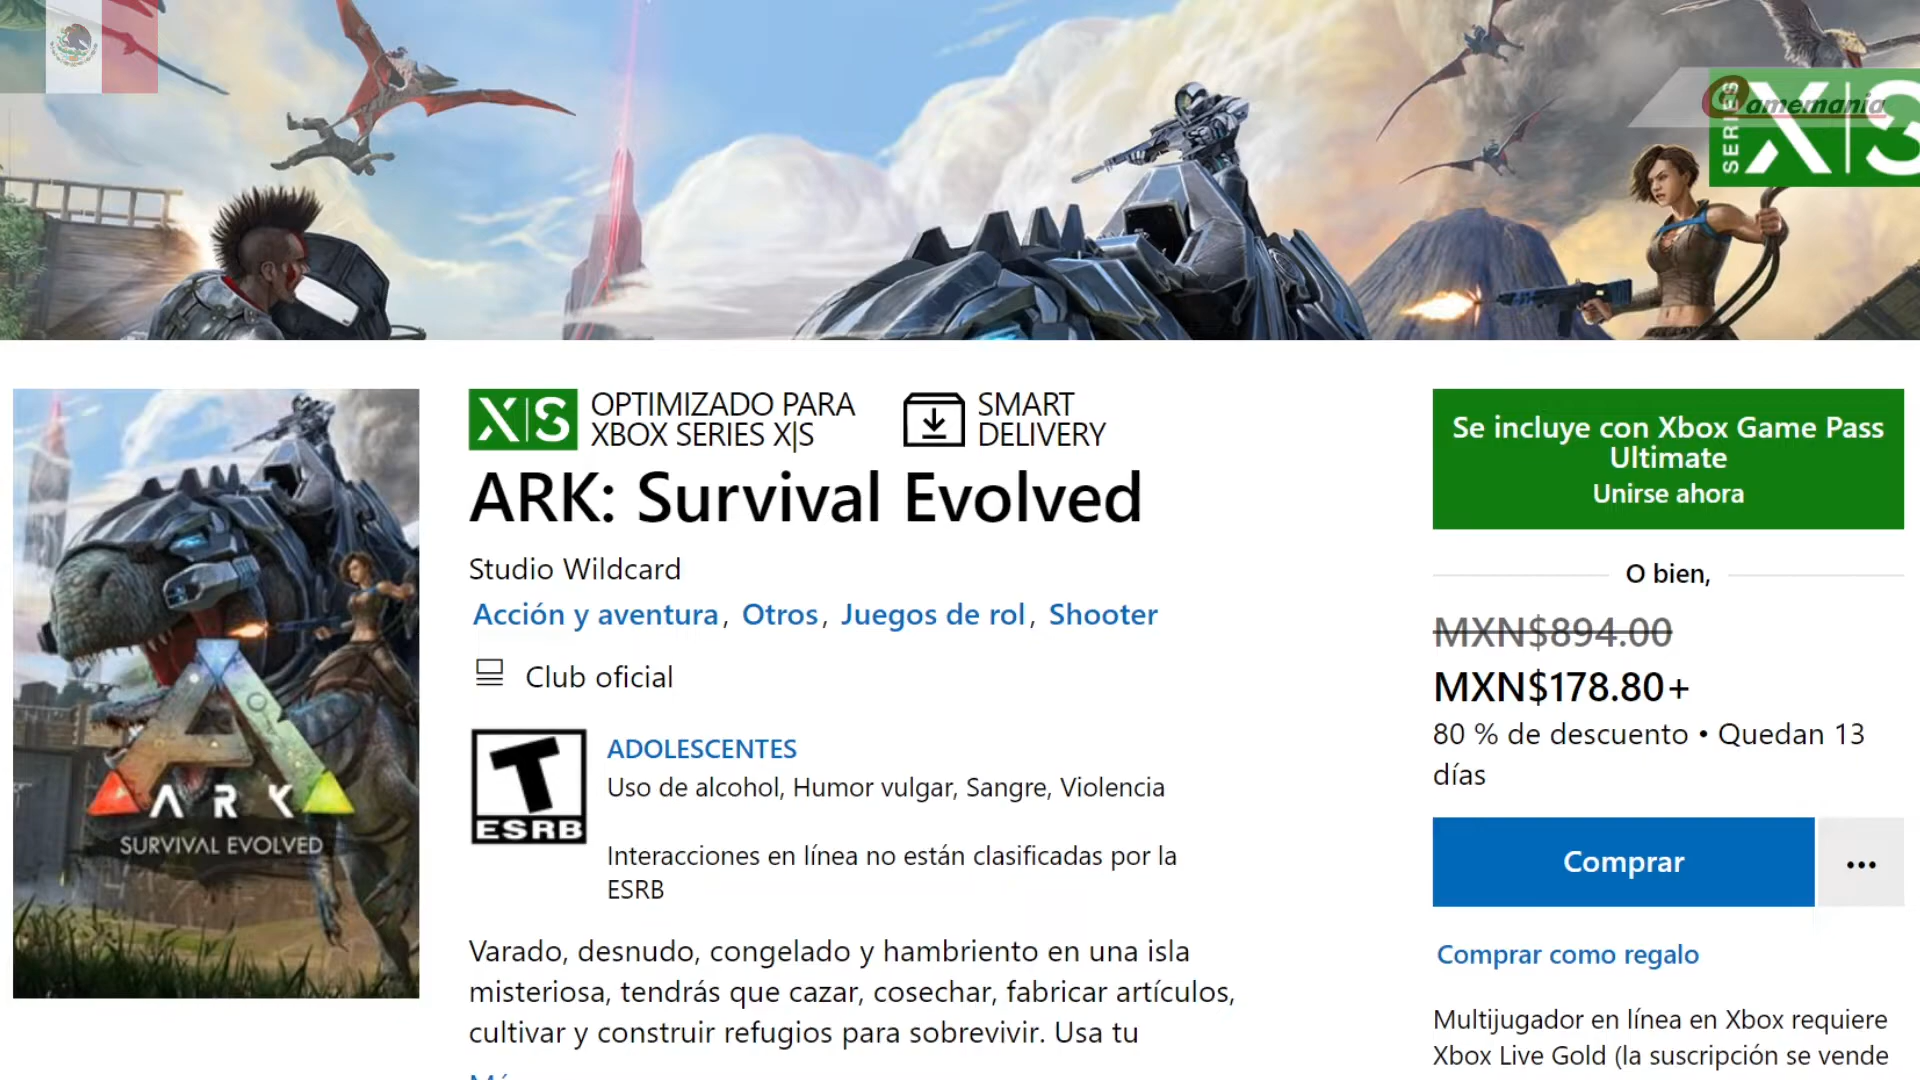 Gamemania
SERIES X|S
X|S OPTIMIZADO PARA
XBOX SERIES X|S
SMART
DELIVERY
ARK: Survival Evolved
Studio Wildcard
Acción y aventura, Otros, Juegos de rol, Shooter
Club oficial
T
ESRB
ADOLESCENTES
Uso de alcohol, Humor vulgar, Sangre, Violencia
Interacciones en línea no están clasificadas por la
ESRB
Varado, desnudo, congelado y hambriento en una isla
misteriosa, tendrás que cazar, cosechar, fabricar artículos,
cultivar y construir refugios para sobrevivir. Usa tu
ARK
SURVIVAL EVOLVED
Se incluye con Xbox Game Pass
Ultimate
Unirse ahora
O bien,
MXN$894.00
MXN$178.80+
80 % de descuento • Quedan 13
días
Comprar
...
Comprar como regalo
Multijugador en línea en Xbox requiere
Xbox Live Gold (la suscripción se vende